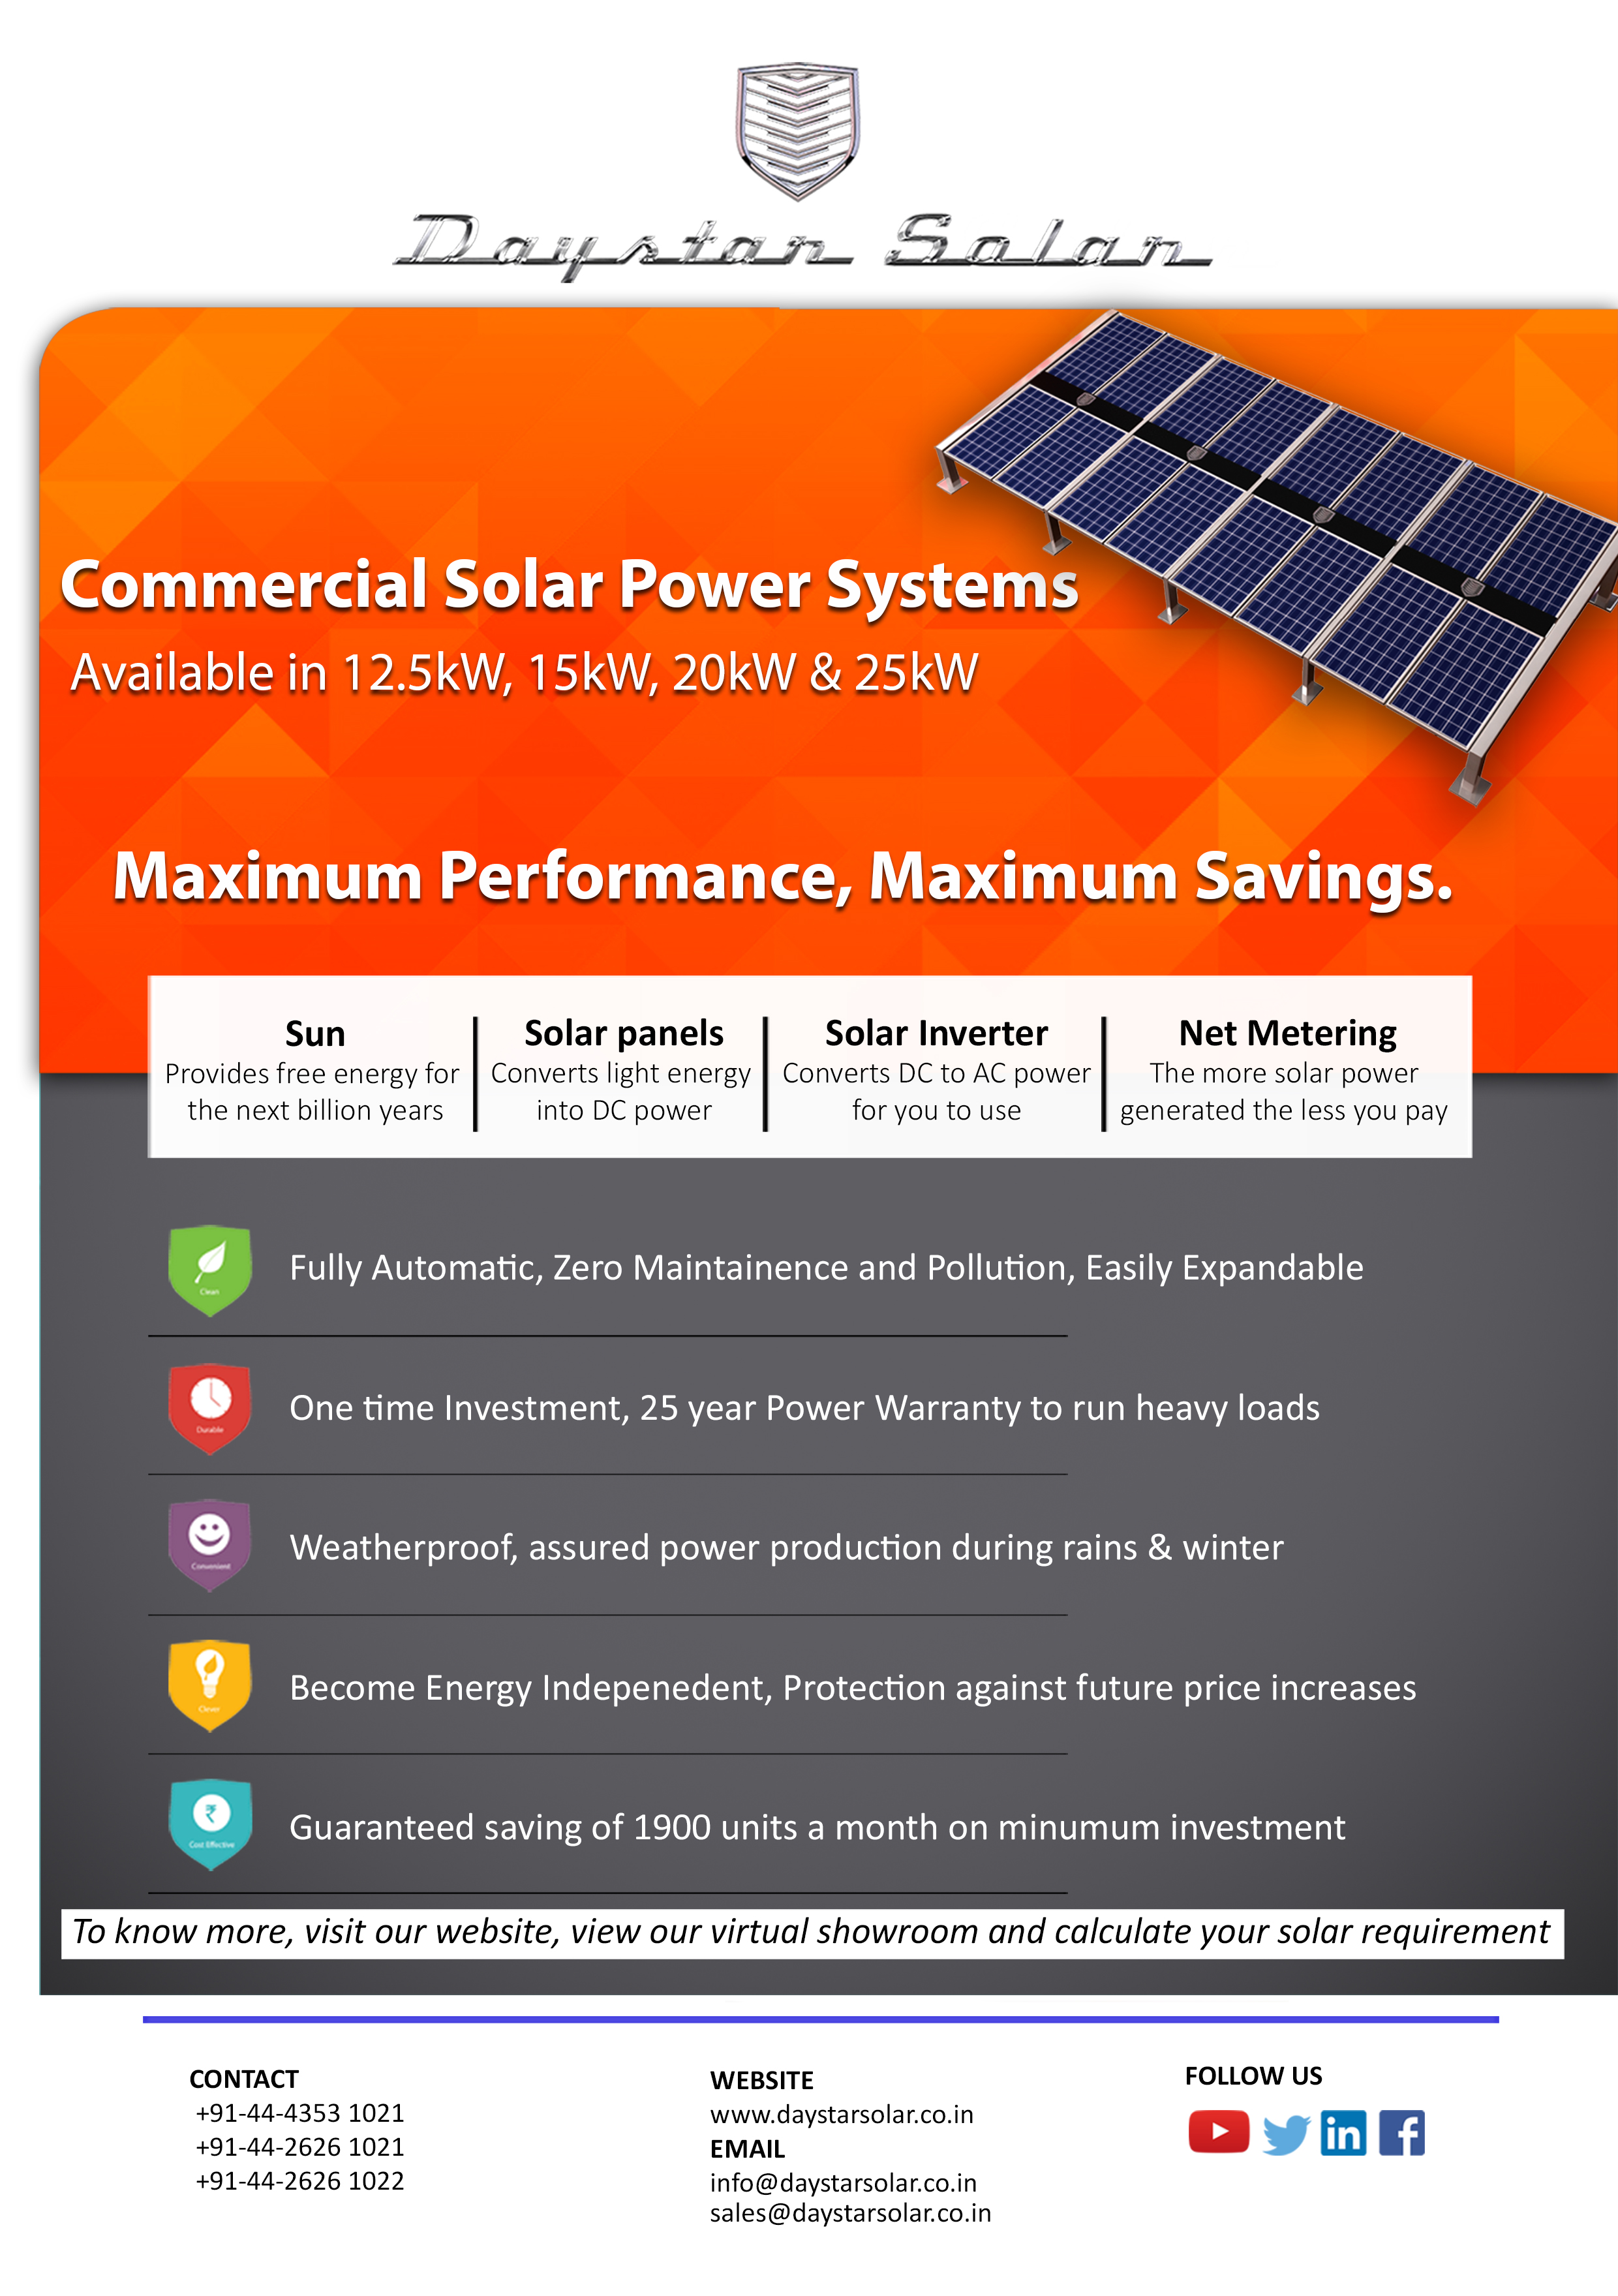 Daystar Solar
Commercial Solar Power Systems
Available in 12.5kW, 15kW, 20kW & 25kW
Maximum Performance, Maximum Savings.
Sun
Provides free energy for
the next billion years
Solar panels
Converts light energy
into DC power
Solar Inverter
Converts DC to AC power
for you to use
Net Metering
The more solar power
generated the less you pay
Clean
Fully Automatic, Zero Maintainence and Pollution, Easily Expandable
Durable
One time Investment, 25 year Power Warranty to run heavy loads
Convenient
Weatherproof, assured power production during rains & winter
Clever
Become Energy Indepenedent, Protection against future price increases
₹
Cost Effective
Guaranteed saving of 1900 units a month on minumum investment
To know more, visit our website, view our virtual showroom and calculate your solar requirement
CONTACT
+91-44-4353 1021
+91-44-2626 1021
+91-44-2626 1022
WEBSITE
www.daystarsolar.co.in
EMAIL
info@daystarsolar.co.in
sales@daystarsolar.co.in
FOLLOW US
in
f